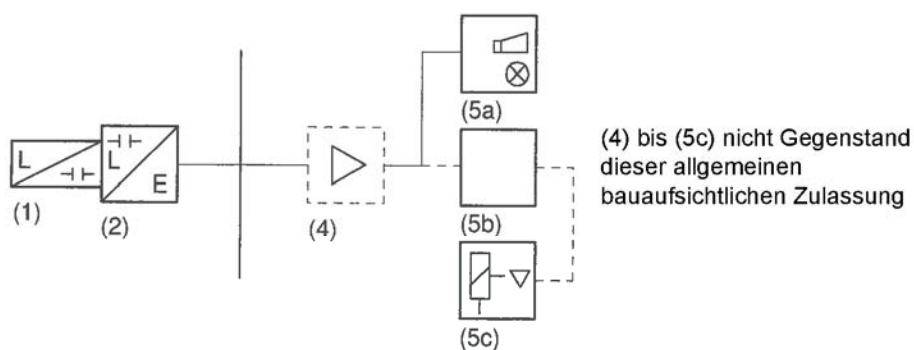 (5a)
L
L
E
(1)
(2)
(4)
(5b)
(5c)
(4) bis (5c) nicht Gegenstand
dieser allgemeinen
bauaufsichtlichen Zulassung